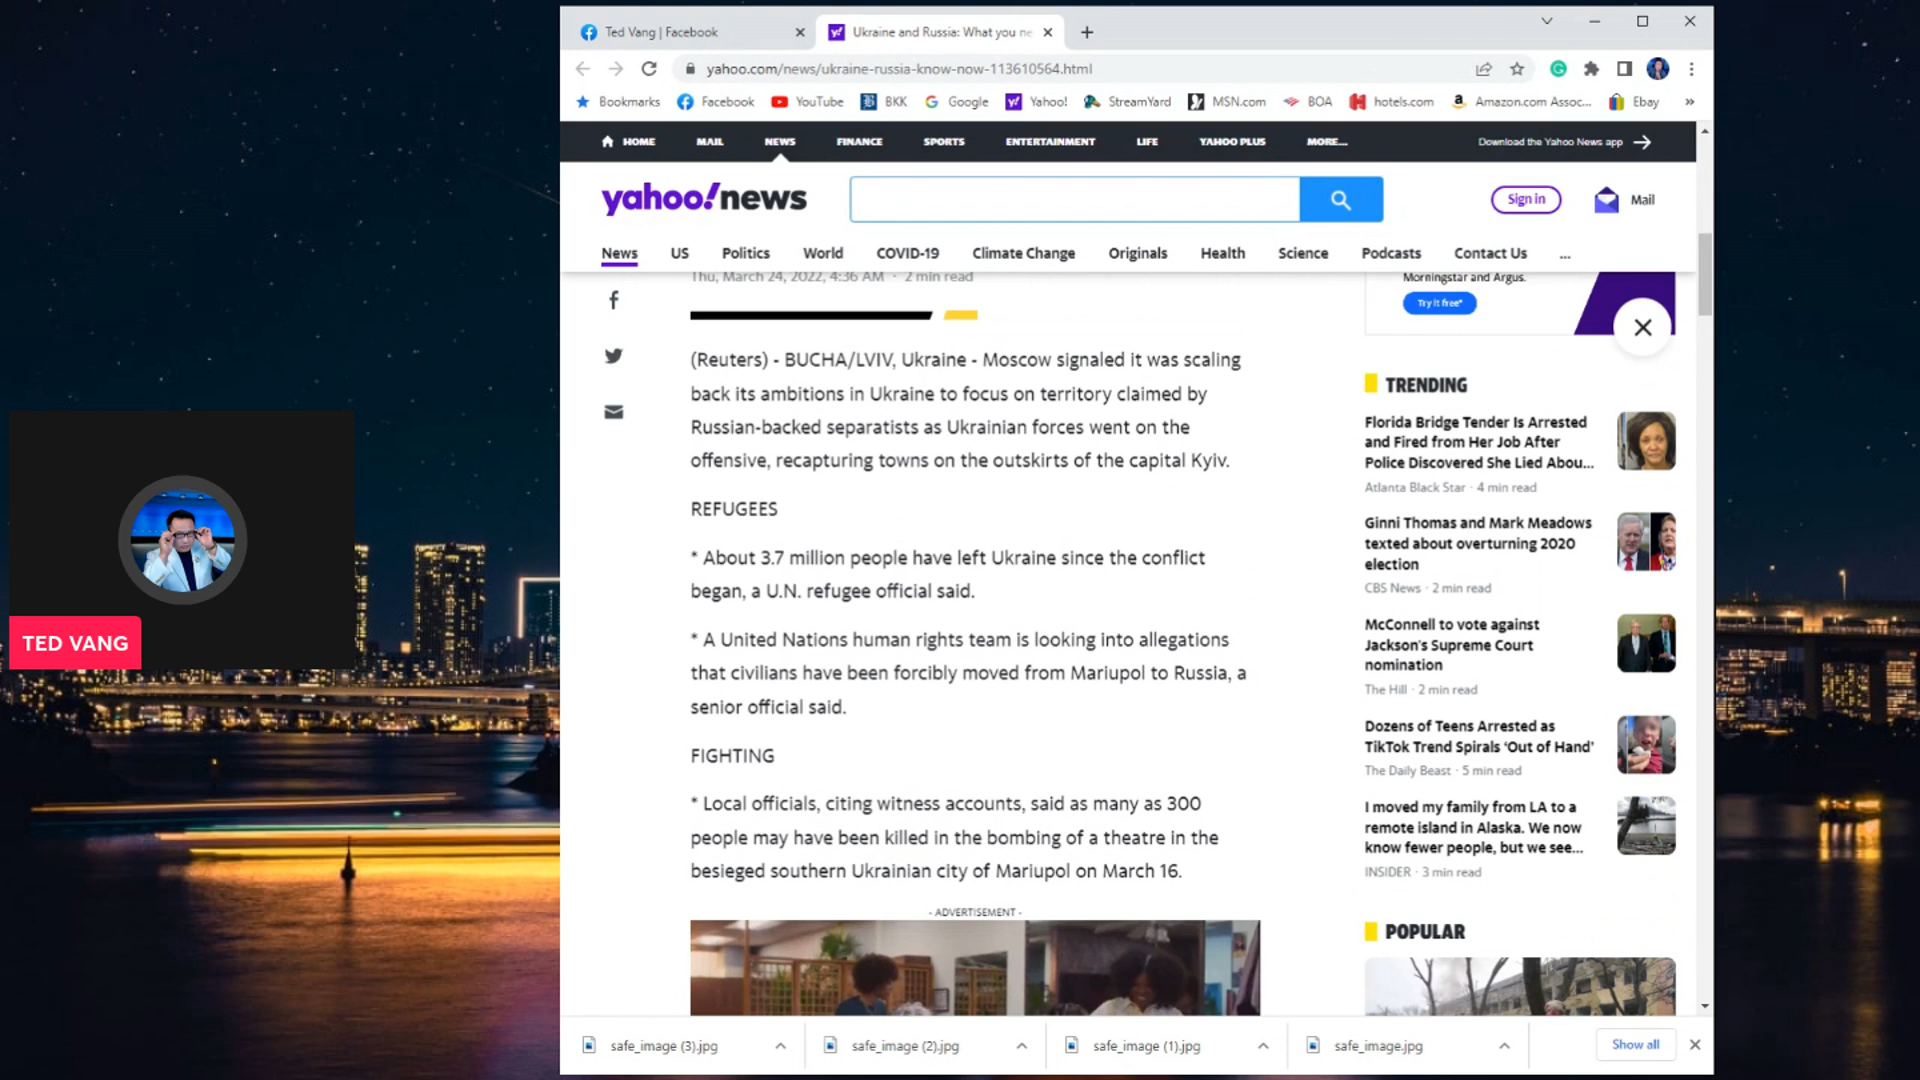 Ted Vang | Facebook
Ukraine and Russia: What you ne
yahoo.com/news/ukraine-russia-know-now-113610564.html
Bookmarks Facebook YouTube BKK Google Yahoo! StreamYard MSN.com BOA hotels.com Amazon.com Assoc... Ebay »
HOME MAIL NEWS FINANCE SPORTS ENTERTAINMENT LIFE YAHOO PLUS MORE... Download the Yahoo News app
yahoo!news
Sign in
Mail
News US Politics World COVID-19 Climate Change Originals Health Science Podcasts Contact Us ...
Thu, March 24, 2022, 4:36 AM · 2 min read
(Reuters) - BUCHA/LVIV, Ukraine - Moscow signaled it was scaling
back its ambitions in Ukraine to focus on territory claimed by
Russian-backed separatists as Ukrainian forces went on the
offensive, recapturing towns on the outskirts of the capital Kyiv.
REFUGEES
* About 3.7 million people have left Ukraine since the conflict
began, a U.N. refugee official said.
* A United Nations human rights team is looking into allegations
that civilians have been forcibly moved from Mariupol to Russia, a
senior official said.
FIGHTING
* Local officials, citing witness accounts, said as many as 300
people may have been killed in the bombing of a theatre in the
besieged southern Ukrainian city of Mariupol on March 16.
- ADVERTISEMENT -
Morningstar and Argus.
Try it free*
TRENDING
Florida Bridge Tender Is Arrested
and Fired from Her Job After
Police Discovered She Lied Abou...
Atlanta Black Star · 4 min read
Ginni Thomas and Mark Meadows
texted about overturning 2020
election
CBS News · 2 min read
McConnell to vote against
Jackson's Supreme Court
nomination
The Hill · 2 min read
Dozens of Teens Arrested as
TikTok Trend Spirals ‘Out of Hand’
The Daily Beast · 5 min read
I moved my family from LA to a
remote island in Alaska. We now
know fewer people, but we see...
INSIDER · 3 min read
POPULAR
TED VANG
safe_image (3).jpg
safe_image (2).jpg
safe_image (1).jpg
safe_image.jpg
Show all